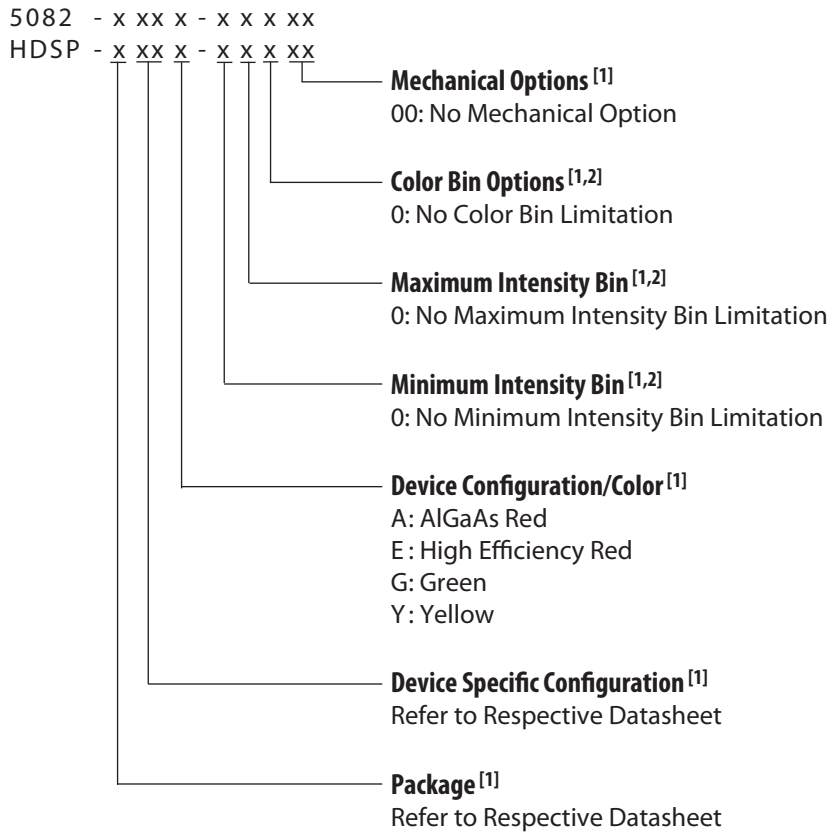 5082 - x xx x - x x x xx
HDSP - x xx x - x x x xx
Mechanical Options [1]
00: No Mechanical Option
Color Bin Options [1,2]
0: No Color Bin Limitation
Maximum Intensity Bin [1,2]
0: No Maximum Intensity Bin Limitation
Minimum Intensity Bin [1,2]
0: No Minimum Intensity Bin Limitation
Device Configuration/Color [1]
A: AlGaAs Red
E : High Efficiency Red
G: Green
Y : Yellow
Device Specific Configuration [1]
Refer to Respective Datasheet
Package [1]
Refer to Respective Datasheet